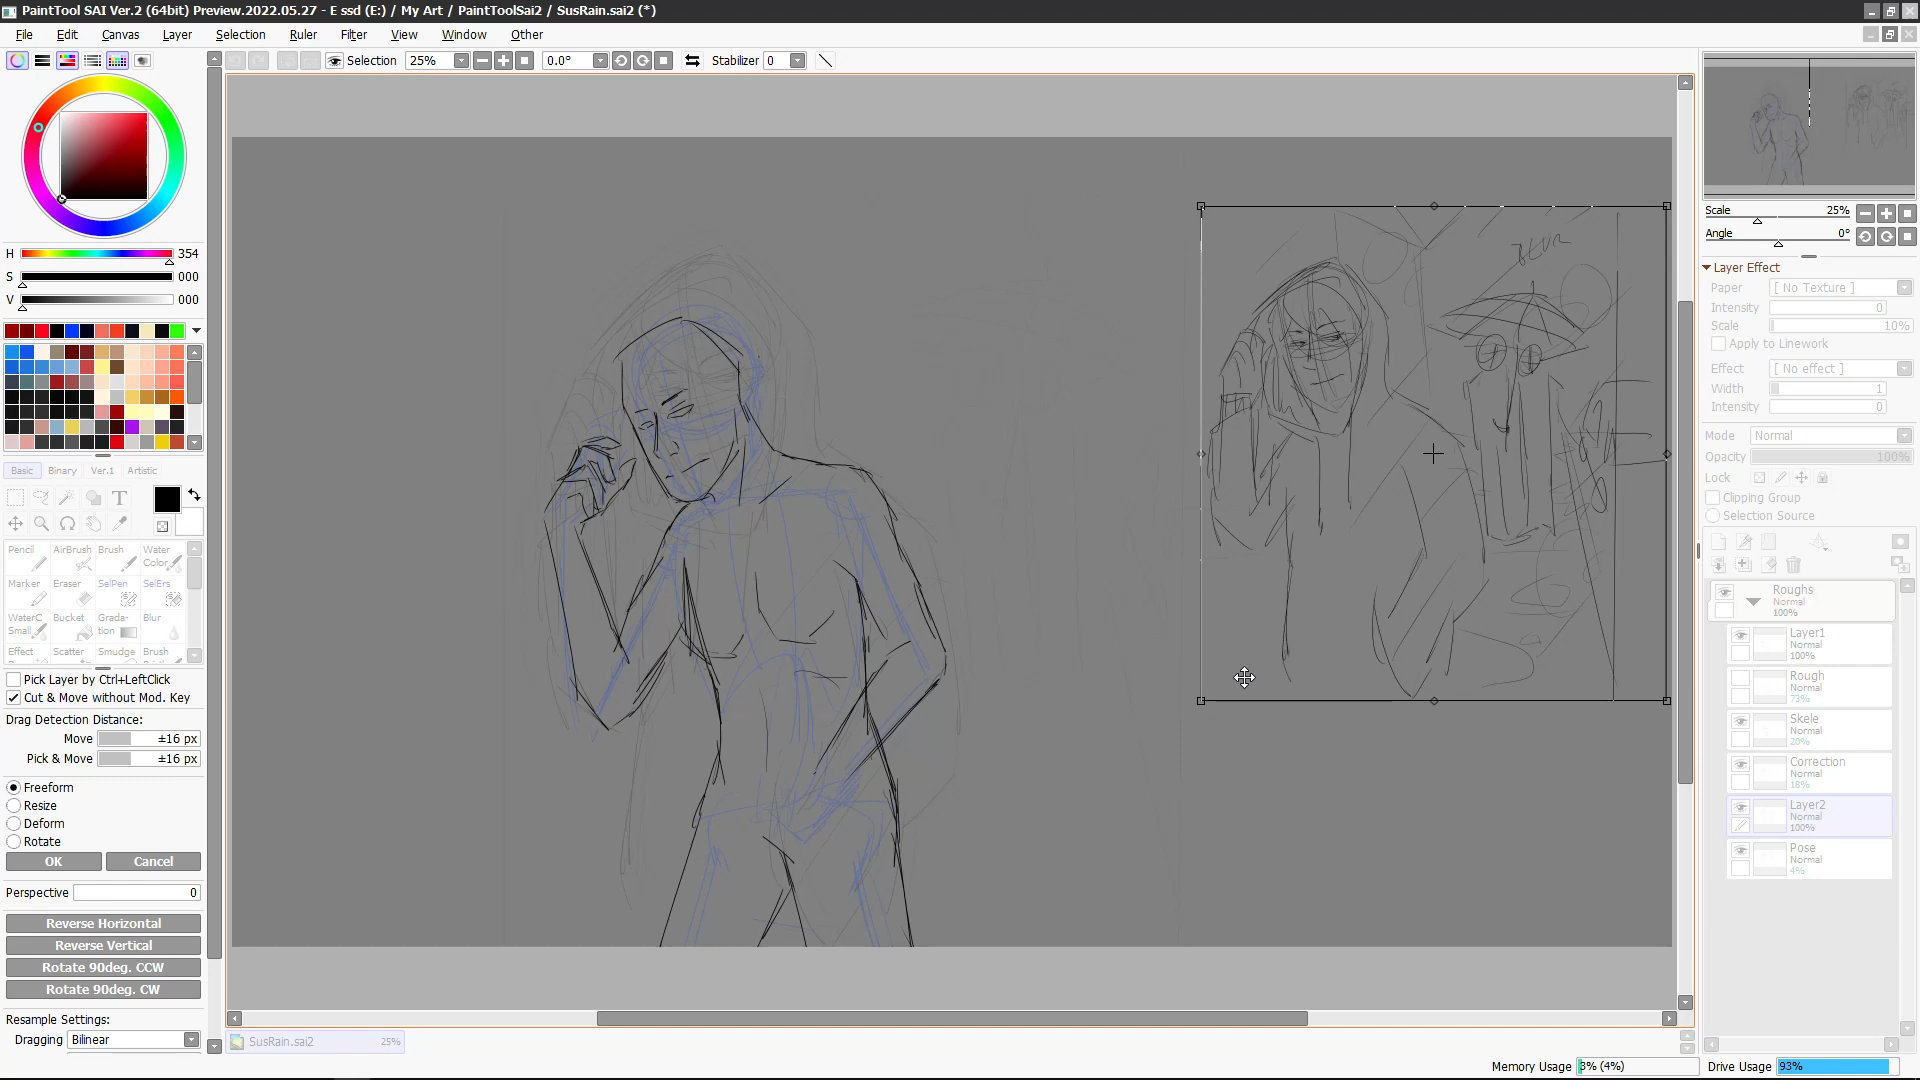 PaintTool SAI Ver.2 (64bit) Preview.2022.05.27 - E ssd (E:) / My Art / PaintToolSai2 / SusRain.sai2 (*)
File Edit Canvas Layer Selection Ruler Filter View Window Other
Selection 25% 0.0° Stabilizer 0
H 354
S 000
V 000
Basic Binary Ver.1 Artistic
T
Pencil AirBrush Brush Water Color
Marker Eraser SelPen SelErs
WaterC Small Bucket Gradation Blur
Effect Scatter Smudge Brush
Pick Layer by Ctrl+LeftClick
Cut & Move without Mod. Key
Drag Detection Distance:
Move ±16 px
Pick & Move ±16 px
Freeform
Resize
Deform
Rotate
OK Cancel
Perspective 0
Reverse Horizontal
Reverse Vertical
Rotate 90deg. CCW
Rotate 90deg. CW
Resample Settings:
Dragging Bilinear
SusRain.sai2 25%
Scale 25%
Angle 0°
Layer Effect
Paper [ No Texture ]
Intensity 0
Scale 10%
Apply to Linework
Effect [ No effect ]
Width 1
Intensity 0
Mode Normal
Opacity 100%
Lock
Clipping Group
Selection Source
Roughs
Normal
100%
Layer1
Normal
100%
Rough
Normal
73%
Skele
Normal
20%
Correction
Normal
18%
Layer2
Normal
100%
Pose
Normal
4%
Memory Usage 3% (4%) Drive Usage 93%